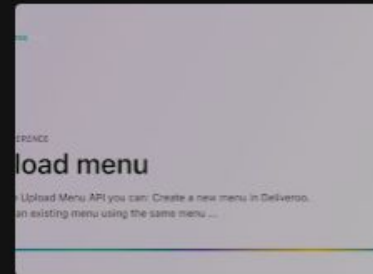 ERENCE
load menu
Upload Menu API you can: Create a new menu in Deliveroo.
an existing menu using the same menu ...